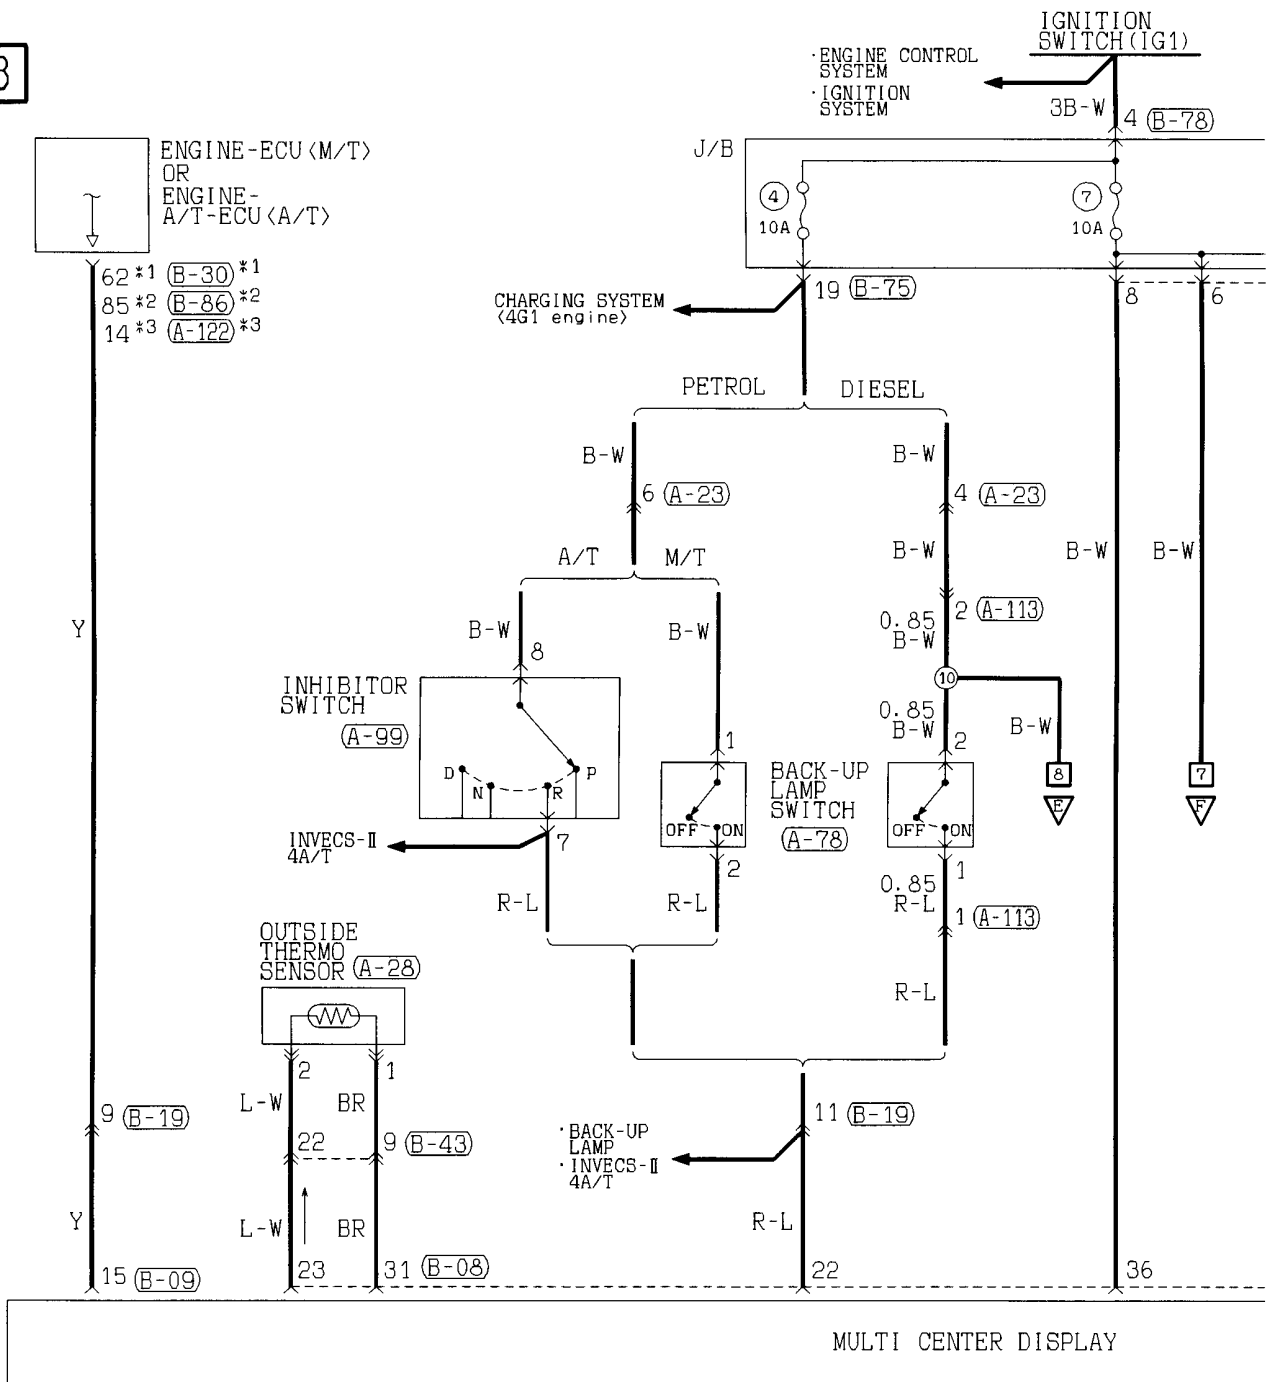 IGNITION
SWITCH(IG1)
·ENGINE CONTROL
SYSTEM
·IGNITION
SYSTEM
3B-W
4 (B-78)
J/B
ENGINE-ECU<M/T>
OR
ENGINE-
A/T-ECU<A/T>
4
10A
7
10A
62*1 (B-30)*1
85*2 (B-86)*2
14*3 (A-122)*3
19 (B-75)
8
6
CHARGING SYSTEM
<4G1 engine>
PETROL
DIESEL
B-W
B-W
6 (A-23)
4 (A-23)
A/T
M/T
B-W
B-W
B-W
2 (A-113)
0.85
B-W
Y
B-W
B-W
8
10
INHIBITOR
SWITCH
(A-99)
0.85
B-W
B-W
1
2
D
N
R
P
BACK-UP
LAMP
SWITCH
(A-78)
OFF
ON
OFF
ON
8
E
7
F
INVECS-Ⅱ
4A/T
7
2
1
R-L
R-L
0.85
R-L
1 (A-113)
OUTSIDE
THERMO
SENSOR (A-28)
R-L
2
1
L-W
BR
9 (B-19)
22
9 (B-43)
11 (B-19)
·BACK-UP
LAMP
·INVECS-Ⅱ
4A/T
Y
L-W
BR
R-L
15 (B-09)
23
31 (B-08)
22
36
MULTI CENTER DISPLAY